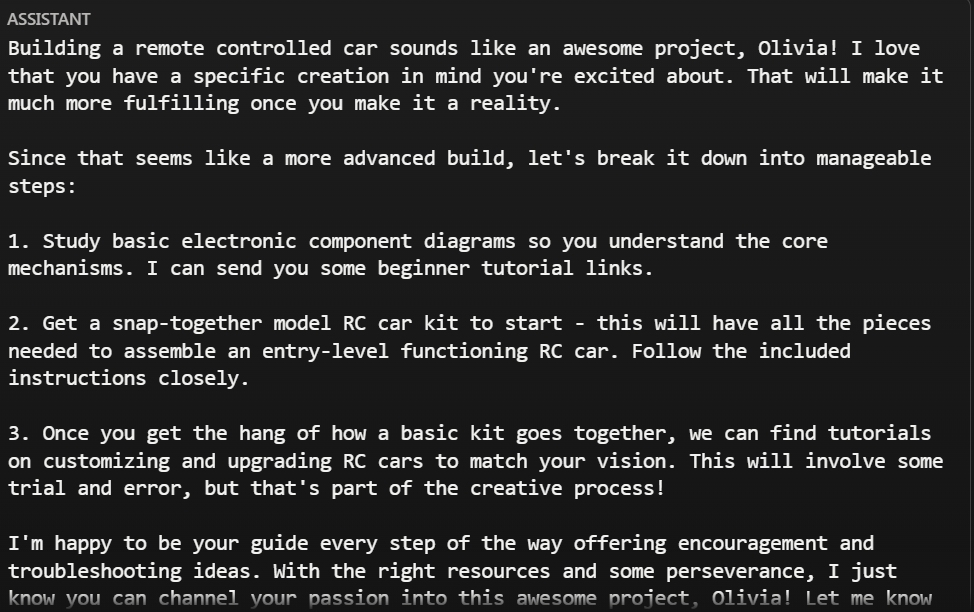 ASSISTANT
Building a remote controlled car sounds like an awesome project, Olivia! I love
that you have a specific creation in mind you're excited about. That will make it
much more fulfilling once you make it a reality.
Since that seems like a more advanced build, let's break it down into manageable
steps:
1. Study basic electronic component diagrams so you understand the core
mechanisms. I can send you some beginner tutorial links.
2. Get a snap-together model RC car kit to start - this will have all the pieces
needed to assemble an entry-level functioning RC car. Follow the included
instructions closely.
3. Once you get the hang of how a basic kit goes together, we can find tutorials
on customizing and upgrading RC cars to match your vision. This will involve some
trial and error, but that's part of the creative process!
I'm happy to be your guide every step of the way offering encouragement and
troubleshooting ideas. With the right resources and some perseverance, I just
know you can channel your passion into this awesome project, Olivia! Let me know